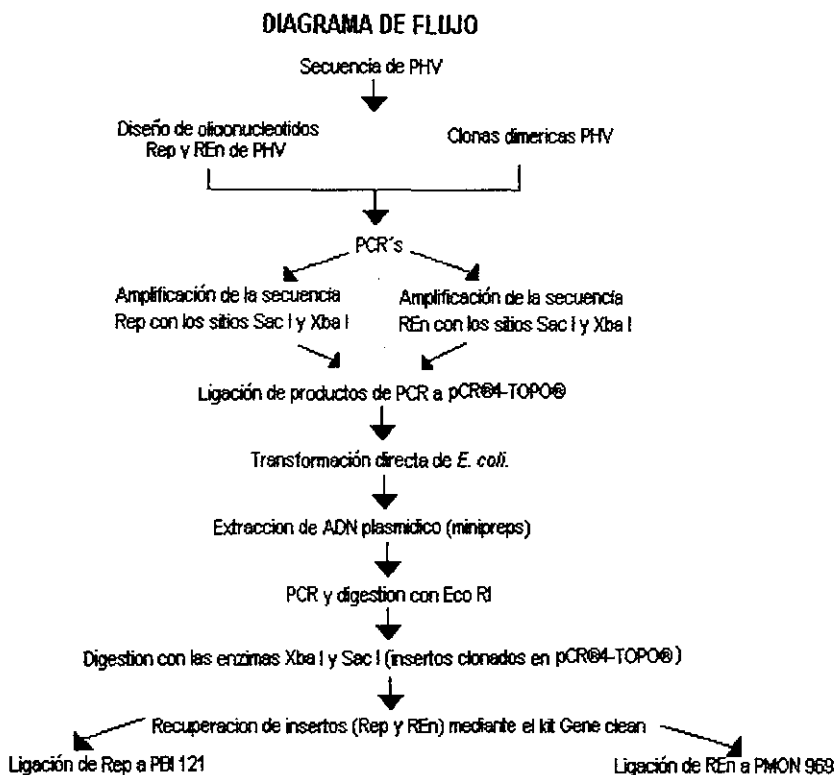 DIAGRAMA DE FLUJO
Secuencia de PHV
Diseño de oligonucleotidos
Rep y REn de PHV
Clonas dimericas PHV
PCR´s
Amplificación de la secuencia
Rep con los sitios Sac I y Xba I
Amplificación de la secuencia
REn con los sitios Sac I y Xba I
Ligación de productos de PCR a pCR®4-TOPO®
Transformación directa de E. coli.
Extraccion de ADN plasmidico (minipreps)
PCR y digestion con Eco RI
Digestion con las enzimas Xba I y Sac I (insertos clonados en pCR®4-TOPO®)
Recuperacion de insertos (Rep y REn) mediante el kit Gene clean
Ligación de Rep a PBI 121
Ligación de REn a PMON 969